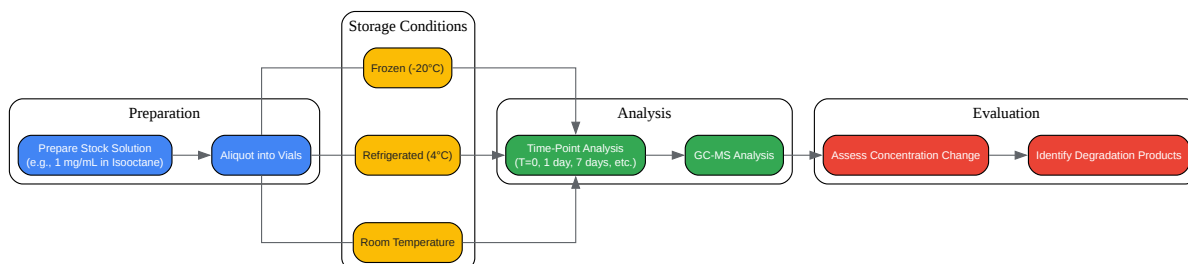 Storage Conditions
Frozen (-20°C)
Preparation
Analysis
Evaluation
Prepare Stock Solution
(e.g., 1 mg/mL in Isooctane)
Aliquot into Vials
Refrigerated (4°C)
Time-Point Analysis
(T=0, 1 day, 7 days, etc.)
GC-MS Analysis
Assess Concentration Change
Identify Degradation Products
Room Temperature